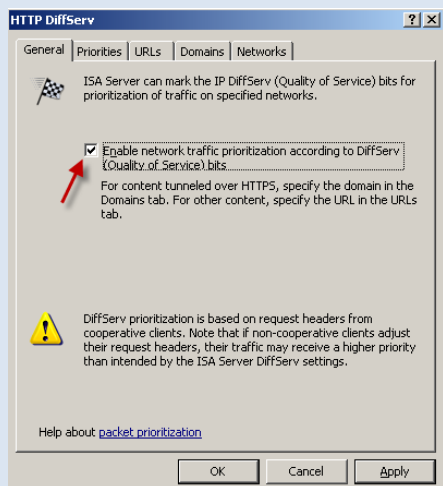 HTTP DiffServ
General Priorities URLs Domains Networks
ISA Server can mark the IP DiffServ (Quality of Service) bits for
prioritization of traffic on specified networks.
Enable network traffic prioritization according to DiffServ
(Quality of Service) bits
For content tunneled over HTTPS, specify the domain in the
Domains tab. For other content, specify the URL in the URLs
tab.
DiffServ prioritization is based on request headers from
cooperative clients. Note that if non-cooperative clients adjust
their request headers, their traffic may receive a higher priority
than intended by the ISA Server DiffServ settings.
Help about packet prioritization
OK Cancel Apply